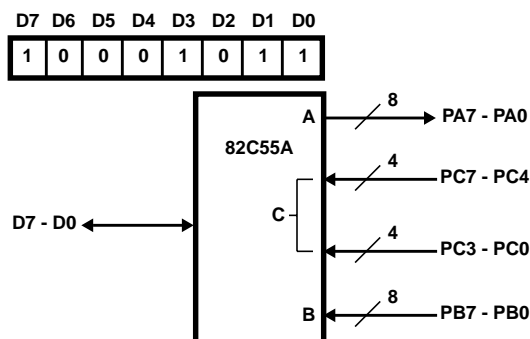 D7 D6 D5 D4 D3 D2 D1 D0
1 0 0 0 1 0 1 1
A 8 PA7 - PA0
82C55A
4 PC7 - PC4
C
D7 - D0
4 PC3 - PC0
B 8 PB7 - PB0